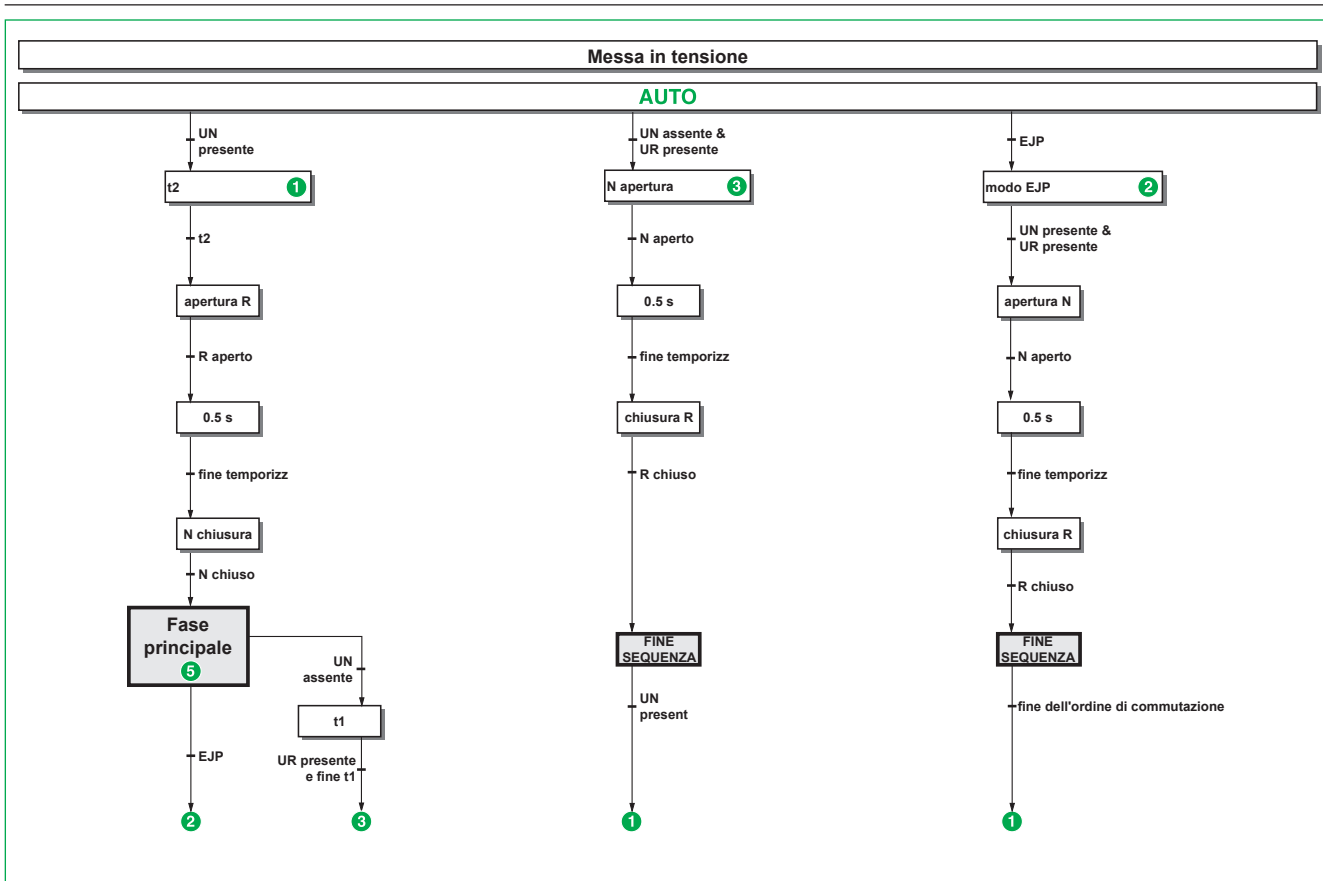 Messa in tensione
AUTO
UN
presente
t2 1
t2
apertura R
R aperto
0.5 s
fine temporizz
N chiusura
N chiuso
Fase
principale
5
EJP
2
UN
assente
t1
UR presente
e fine t1
3
UN assente &
UR presente
N apertura 3
N aperto
0.5 s
fine temporizz
chiusura R
R chiuso
FINE
SEQUENZA
UN
present
1
EJP
modo EJP 2
UN presente &
UR presente
apertura N
N aperto
0.5 s
fine temporizz
chiusura R
R chiuso
FINE
SEQUENZA
fine dell'ordine di commutazione
1